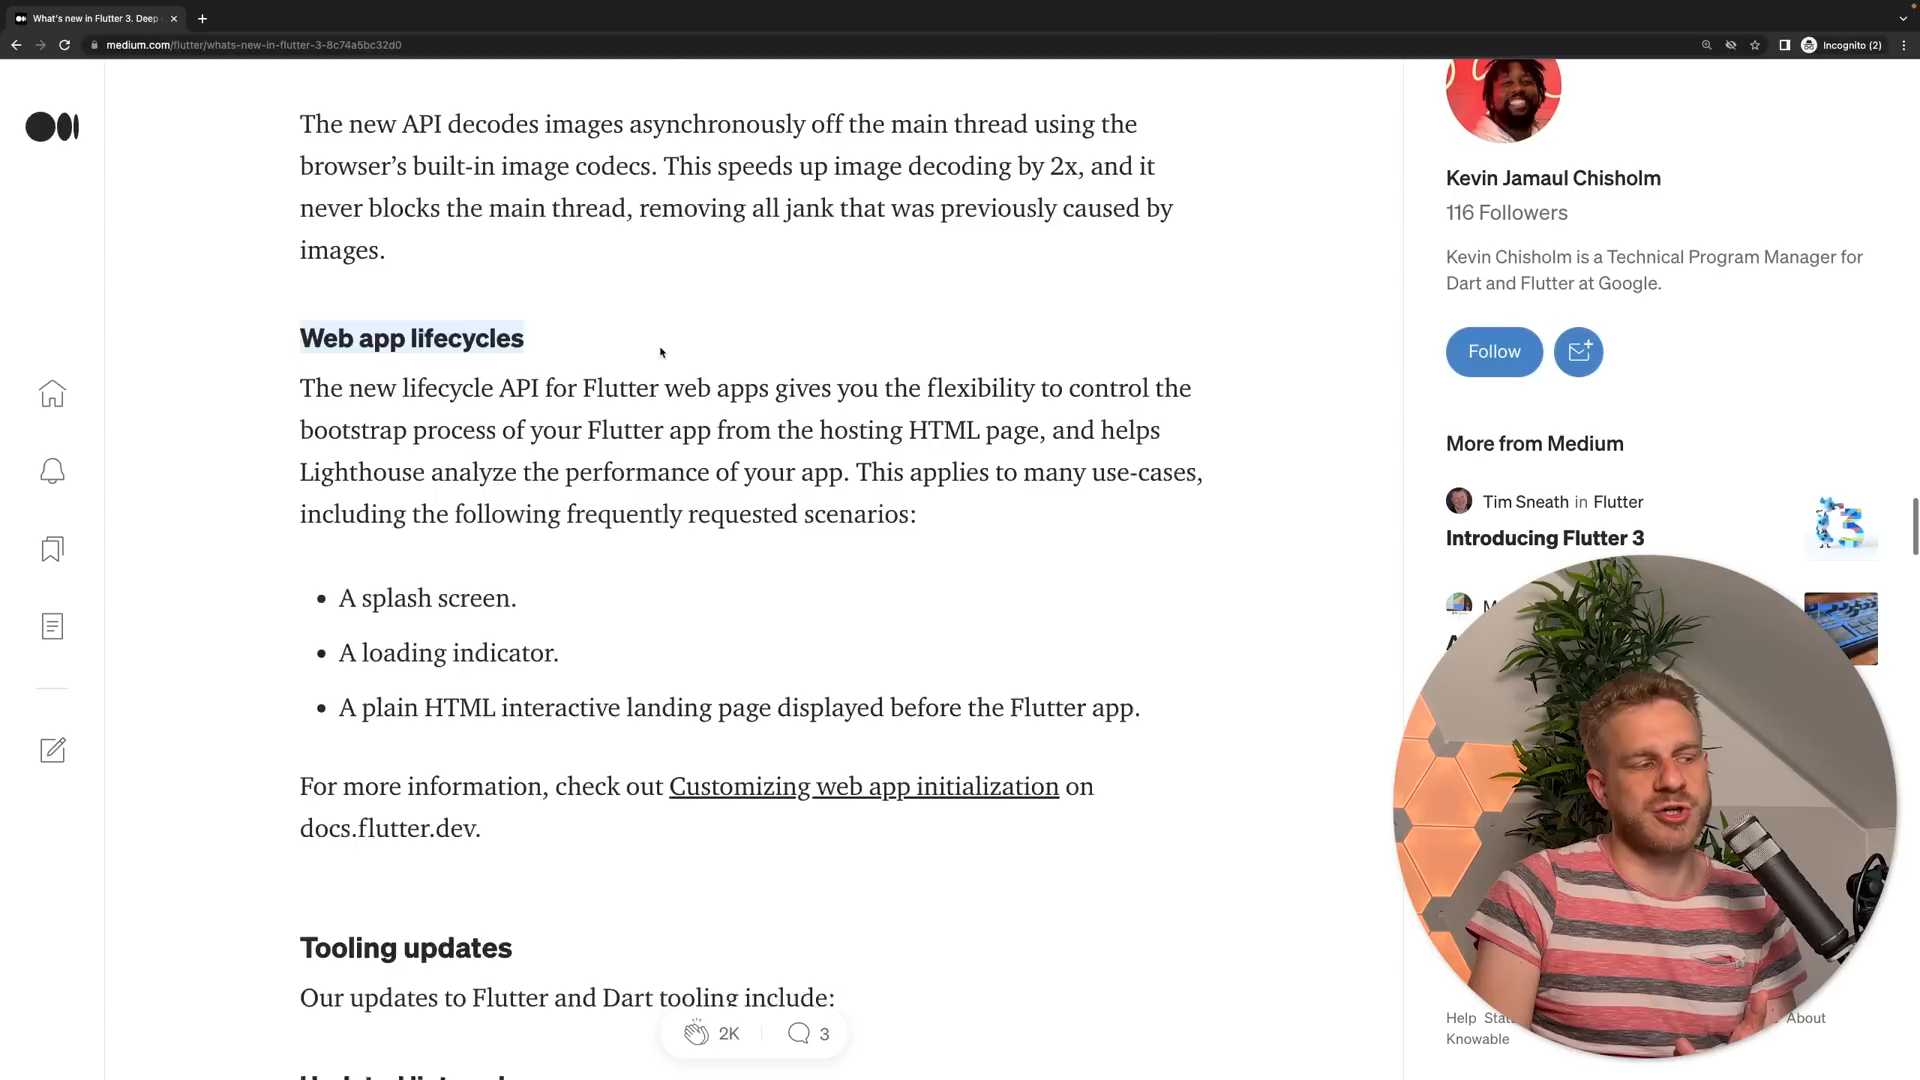 What's new in Flutter 3. Deep
medium.com/flutter/whats-new-in-flutter-3-8c74a5bc32d0
Incognito (2)
The new API decodes images asynchronously off the main thread using the
browser’s built-in image codecs. This speeds up image decoding by 2x, and it
never blocks the main thread, removing all jank that was previously caused by
images.
Web app lifecycles
The new lifecycle API for Flutter web apps gives you the flexibility to control the
bootstrap process of your Flutter app from the hosting HTML page, and helps
Lighthouse analyze the performance of your app. This applies to many use-cases,
including the following frequently requested scenarios:
• A splash screen.
• A loading indicator.
• A plain HTML interactive landing page displayed before the Flutter app.
For more information, check out Customizing web app initialization on
docs.flutter.dev.
Tooling updates
Our updates to Flutter and Dart tooling include:
2K
3
Kevin Jamaul Chisholm
116 Followers
Kevin Chisholm is a Technical Program Manager for
Dart and Flutter at Google.
Follow
More from Medium
Tim Sneath in Flutter
Introducing Flutter 3
Help
About
Knowable